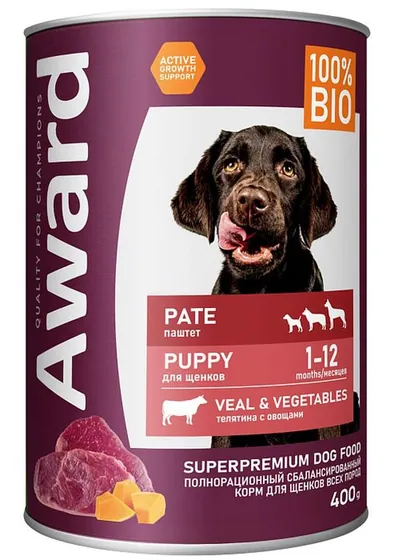 Award
QUALITY FOR CHAMPIONS
ACTIVE
GROWTH
SUPPORT
100%
BIO
PATE
паштет
PUPPY
для щенков
1-12
months/месяцев
VEAL & VEGETABLES
телятина с овощами
SUPERPREMIUM DOG FOOD
ПОЛНОРАЦИОННЫЙ СБАЛАНСИРОВАННЫЙ
КОРМ ДЛЯ ЩЕНКОВ ВСЕХ ПОРОД
400g